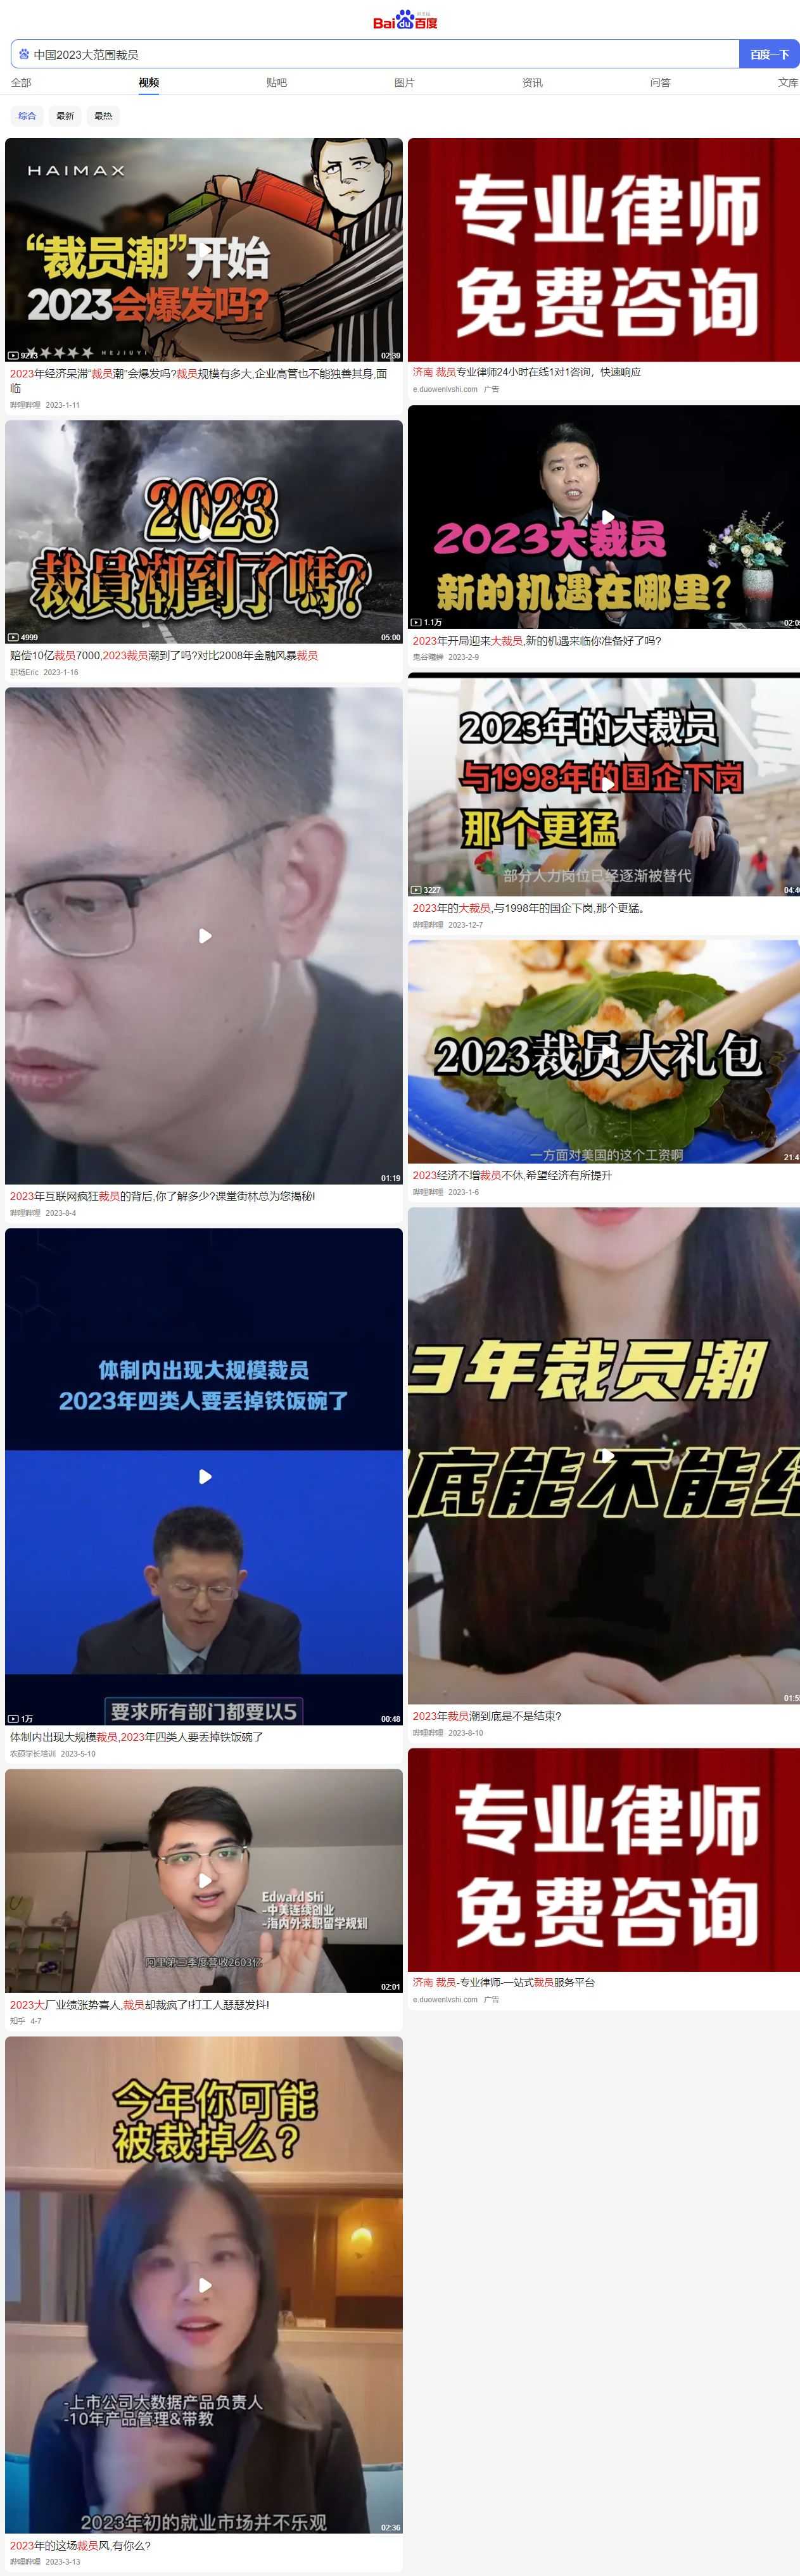 Bai du 百度
中国2023大范围裁员
百度一下
全部
视频
贴吧
图片
资讯
问答
文库
综合
最新
最热
HAIMAX
“裁员潮”开始
2023会爆发吗?
HEJIUYI
9273
02:39
2023年经济呆滞"裁员潮"会爆发吗?裁员规模有多大,企业高管也不能独善其身,面
临
哔哩哔哩 2023-1-11
专业律师
免费咨询
济南 裁员专业律师24小时在线1对1咨询，快速响应
e.duowenlvshi.com 广告
2023
裁員潮到了嗎?
4999
05:00
赔偿10亿裁员7000,2023裁员潮到了吗?对比2008年金融风暴裁员
职场Eric 2023-1-16
2023大裁员
新的机遇在哪里?
1.1万
2023年开局迎来大裁员,新的机遇来临你准备好了吗?
2023-2-9
01:19
2023年互联网疯狂裁员的背后,你了解多少?课堂街林总为您揭秘!
哔哩哔哩 2023-8-4
2023年的大裁员
与1998年的国企下岗
那个更猛
部分人力岗位已经逐渐被替代
3227
2023年的大裁员,与1998年的国企下岗,那个更猛。
哔哩哔哩 2023-12-7
2023裁员大礼包
一方面对美国的这个工资啊
2023经济不增裁员不休,希望经济有所提升
哔哩哔哩 2023-1-6
体制内出现大规模裁员
2023年四类人要丢掉铁饭碗了
要求所有部门都要以5
1万
00:48
体制内出现大规模裁员,2023年四类人要丢掉铁饭碗了
农硕学长培训 2023-5-10
3年裁员潮
底能不能结
2023年裁员潮到底是不是结束?
哔哩哔哩 2023-8-10
Edward Shi
-中美连续创业
-海内外求职留学规划
阿里第三季度营收2603亿
02:01
2023大厂业绩涨势喜人,裁员却裁疯了!打工人瑟瑟发抖!
知乎 4-7
专业律师
免费咨询
济南 裁员-专业律师-一站式裁员服务平台
e.duowenlvshi.com 广告
今年你可能
被裁掉么?
-上市公司大数据产品负责人
-10年产品管理&带教
2023年初的就业市场并不乐观
02:36
2023年的这场裁员风,有你么?
哔哩哔哩 2023-3-13